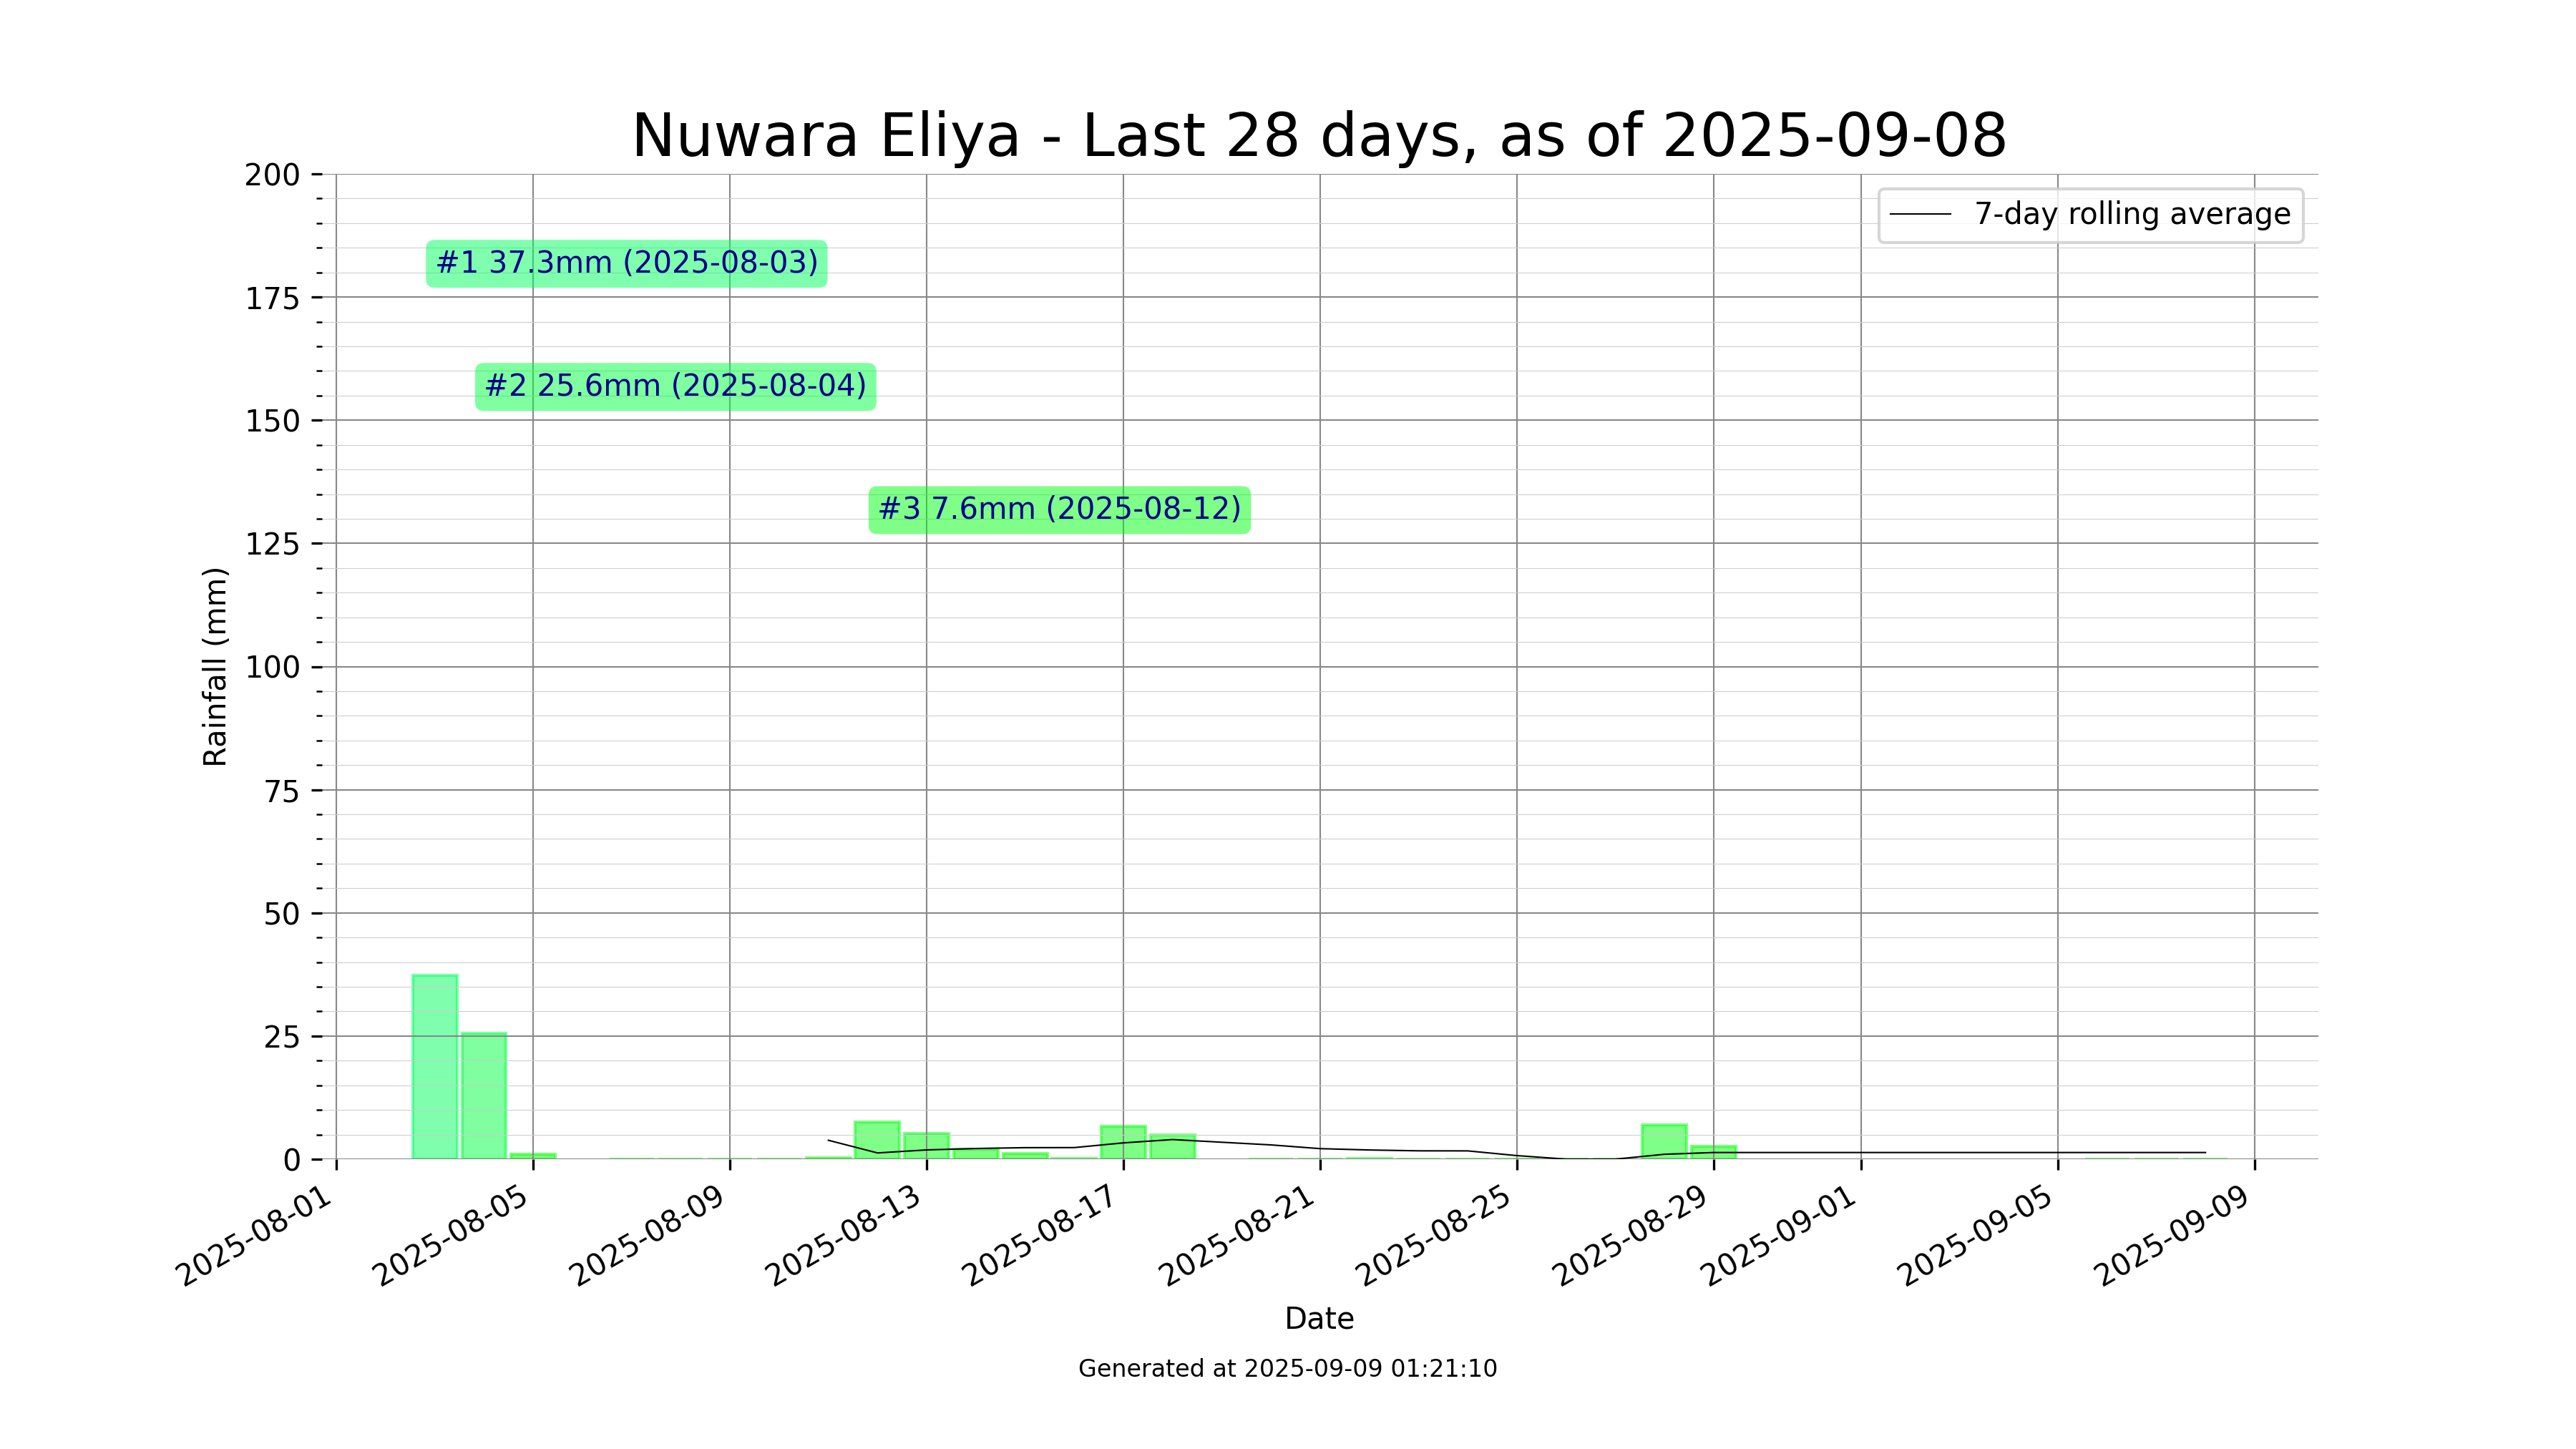 Nuwara Eliya - Last 28 days, as of 2025-09-08
7-day rolling average
#1 37.3mm (2025-08-03)
#2 25.6mm (2025-08-04)
#3 7.6mm (2025-08-12)
Rainfall (mm)
200
175
150
125
100
75
50
25
0
2025-08-01
2025-08-05
2025-08-09
2025-08-13
2025-08-17
2025-08-21
2025-08-25
2025-08-29
2025-09-01
2025-09-05
2025-09-09
Date
Generated at 2025-09-09 01:21:10